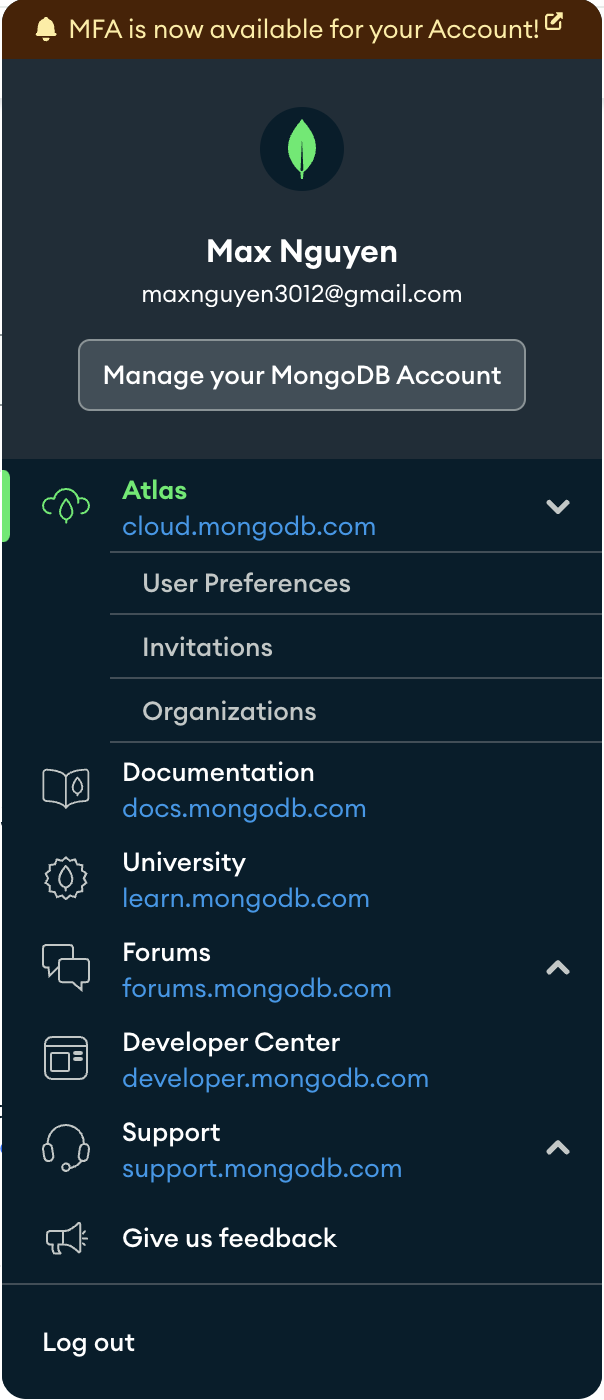 MFA is now available for your Account!
Max Nguyen
maxnguyen3012@gmail.com
Manage your MongoDB Account
Atlas
cloud.mongodb.com
User Preferences
Invitations
Organizations
Documentation
docs.mongodb.com
University
learn.mongodb.com
Forums
forums.mongodb.com
Developer Center
developer.mongodb.com
Support
support.mongodb.com
Give us feedback
Log out